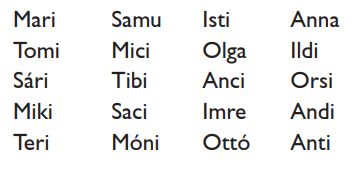 Mari Samu Isti Anna
Tomi Mici Olga Ildi
Sári Tibi Anci Orsi
Miki Saci Imre Andi
Teri Móni Ottó Anti